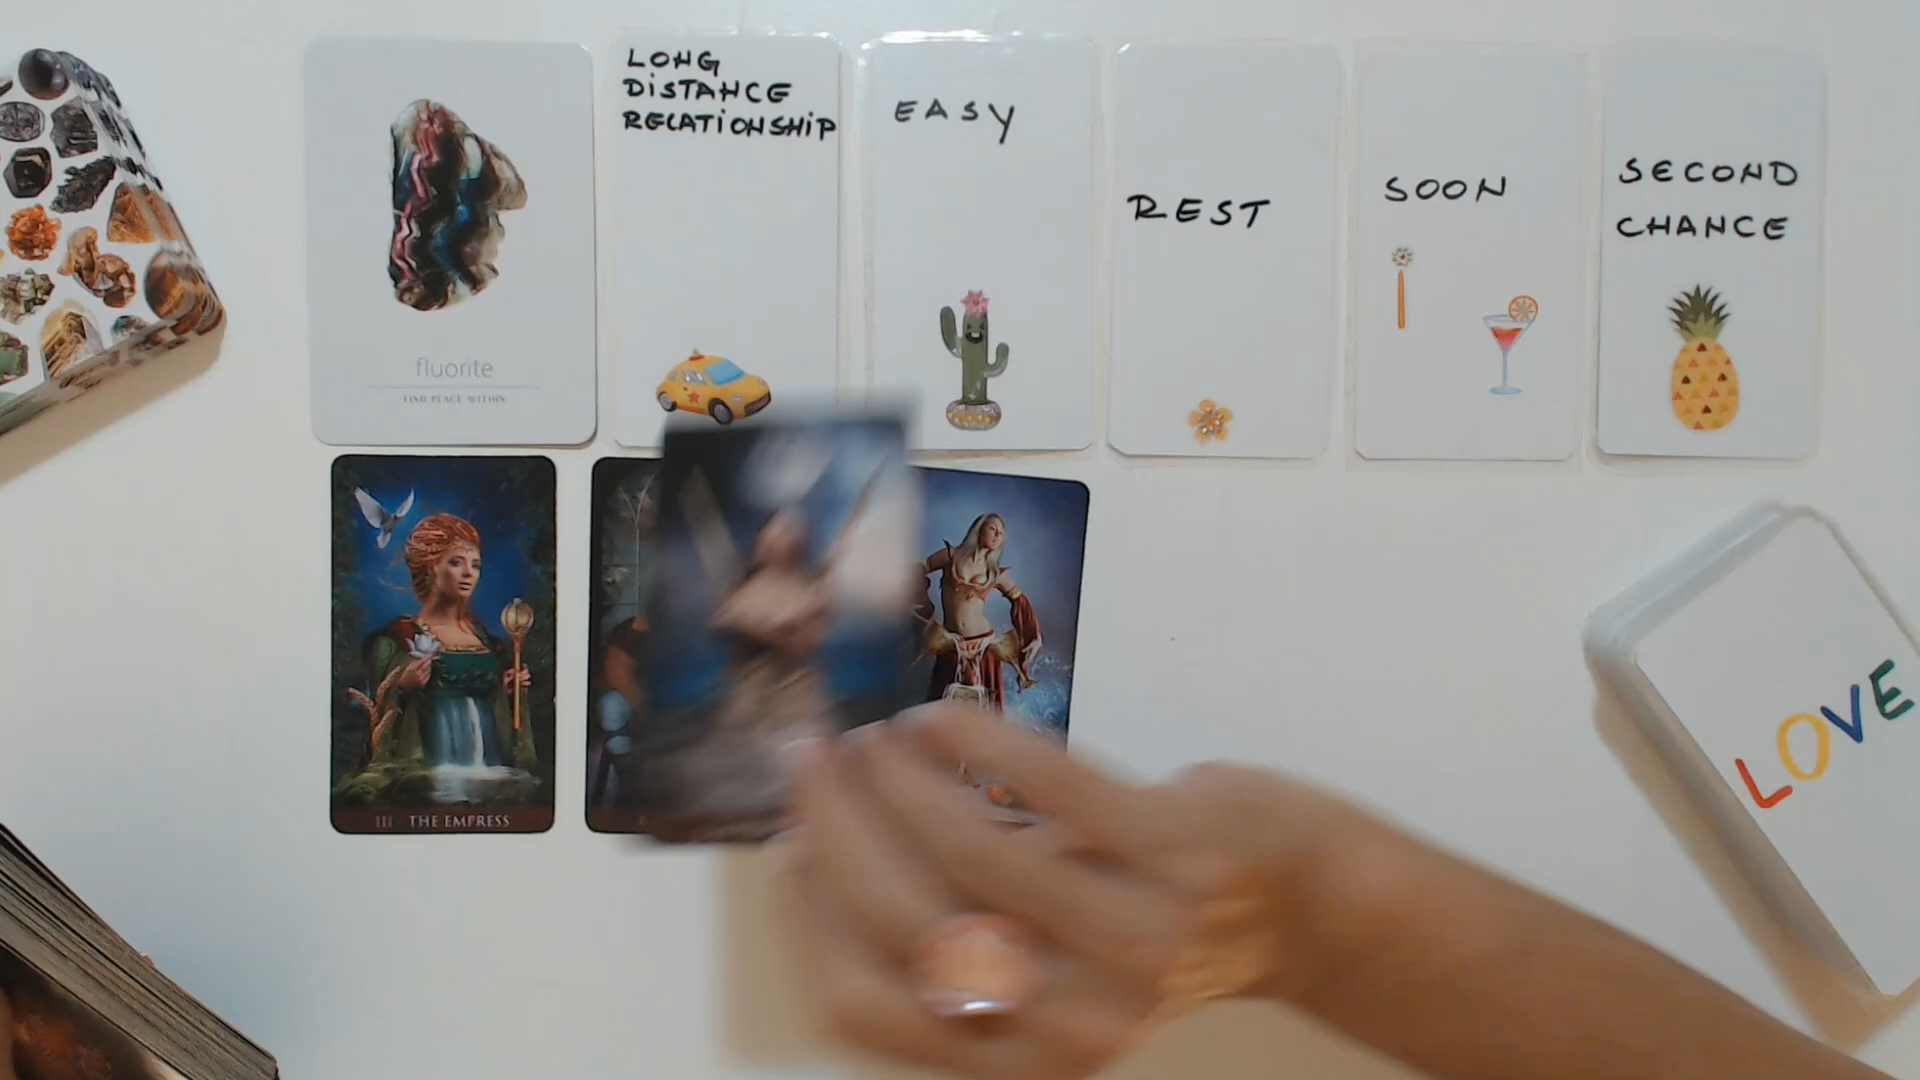 LONG
DISTANCE
RELATIONSHIP
EASY
REST
SOON
SECOND
CHANCE
fluorite
FIND PEACE WITHIN
III · THE EMPRESS
LOVE